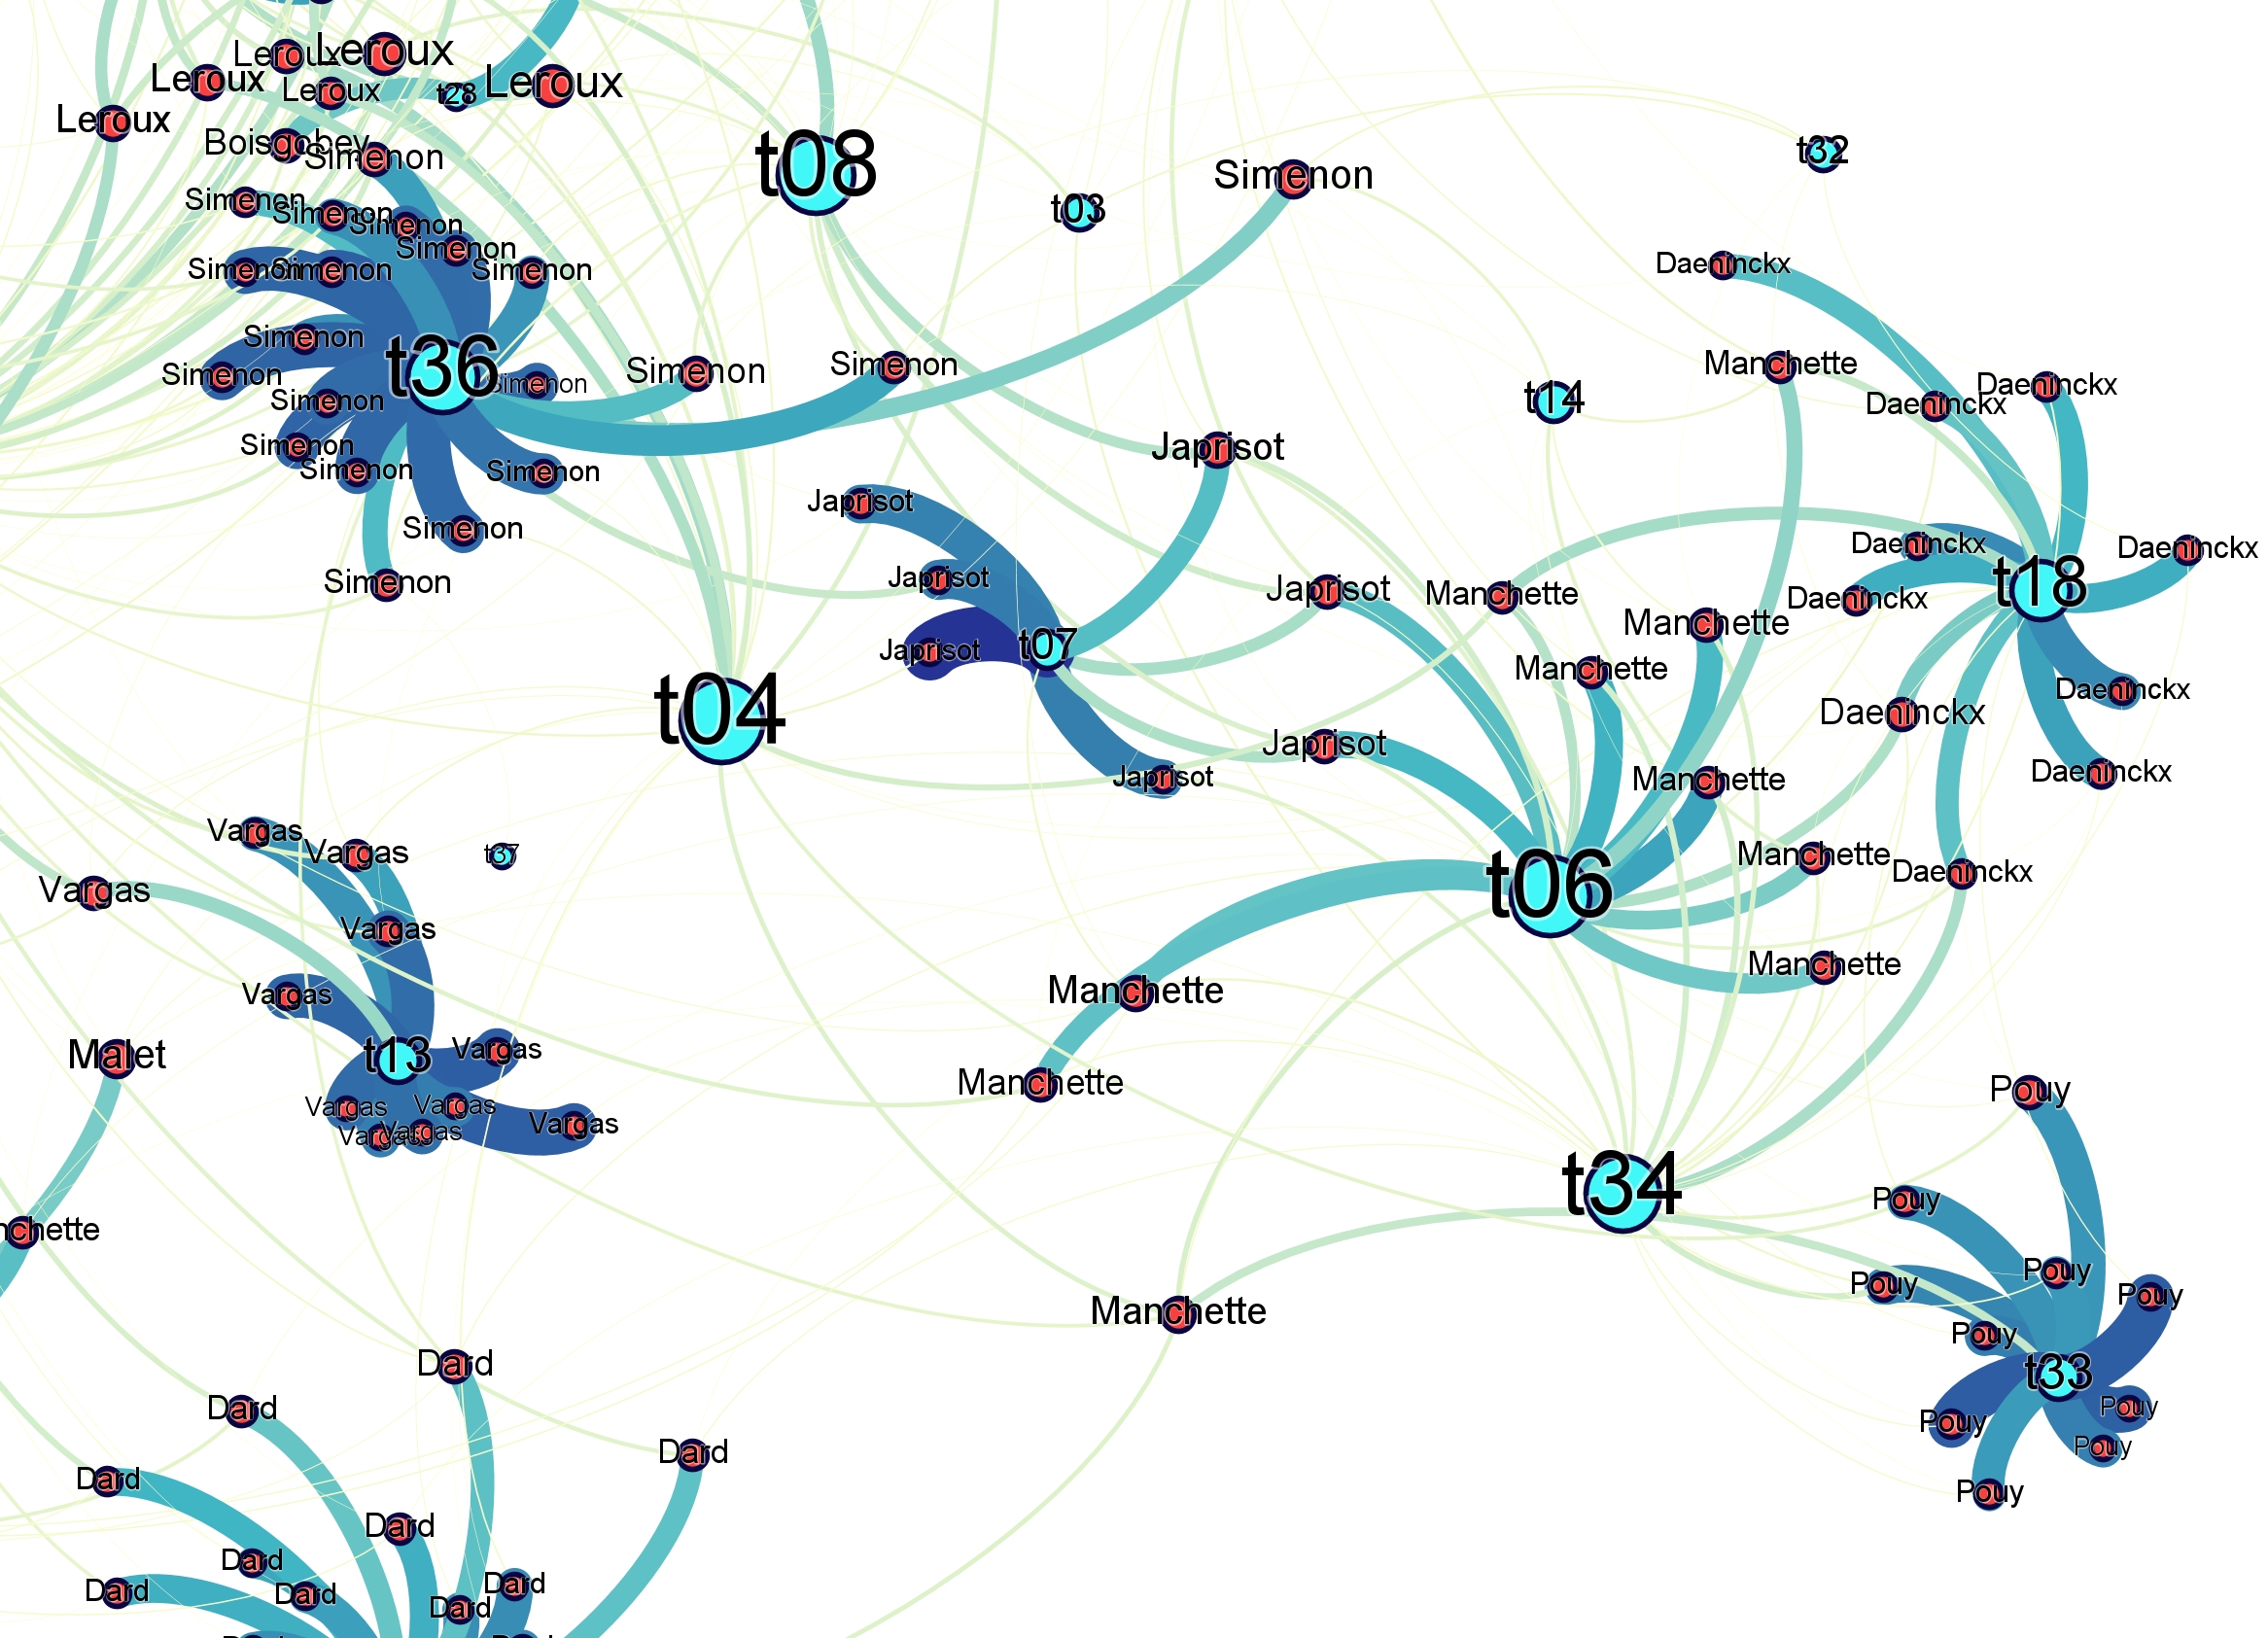 Leroux
Leroux
Leroux
Leroux
t28
Leroux
Leroux
Boisgobey
Simenon
t08
t32
Simenon
Simenon
Simenon
Simenon
Simenon
t03
Simenon
Simenon
Simenon
Daeninckx
Simenon
t36
Simenon
Simenon
Simenon
Simenon
Simenon
Manchette
Daeninckx
Daeninckx
t14
Simenon
Simenon
Simenon
Simenon
Japrisot
Japrisot
Simenon
Daeninckx
Daeninckx
Simenon
Japrisot
Japrisot
Manchette
Daeninckx
t18
Manchette
Japrisot
t07
Manchette
Daeninckx
t04
Daeninckx
Japrisot
Japrisot
Manchette
Daeninckx
Vargas
Vargas
t37
Manchette
Daeninckx
Vargas
t06
Vargas
Manchette
Vargas
Manchette
Malet
t13
Vargas
Manchette
Pouy
Vargas
Vargas
Vargas
Vargas
Vargas
t34
Pouy
nchette
Pouy
Pouy
Pouy
Manchette
Pouy
Dard
t33
Dard
Pouy
Pouy
Dard
Pouy
Dard
Pouy
Dard
Dard
Dard
Dard
Dard
Dard